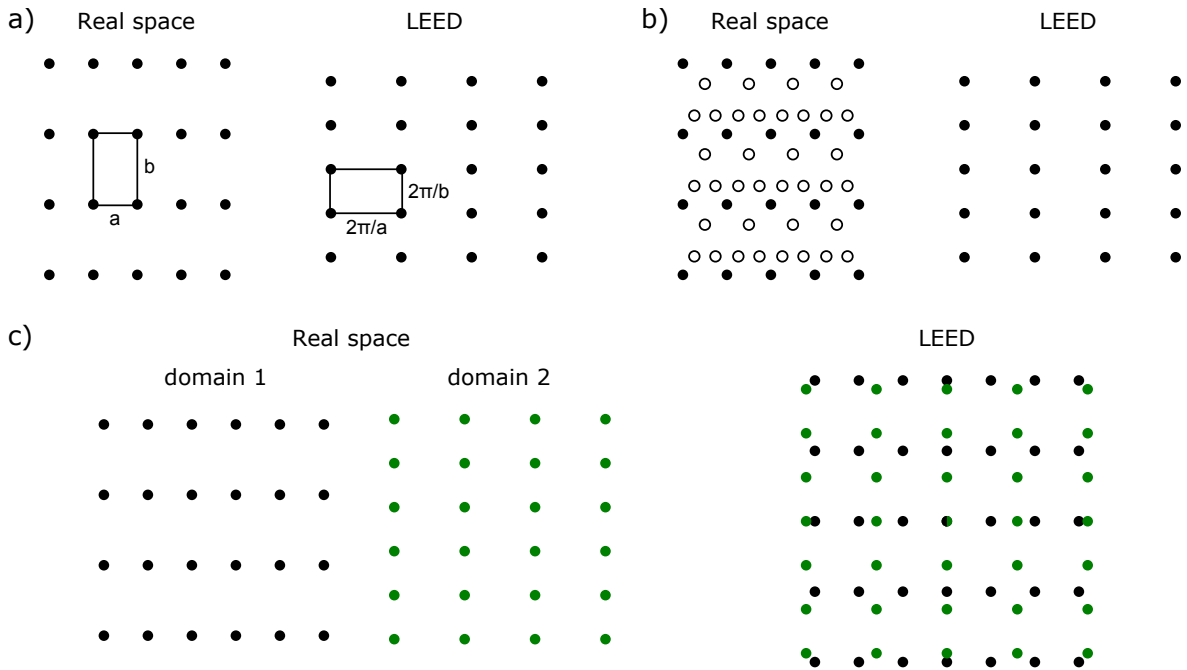 a)
Real space
LEED
b
a
2π/b
2π/a
b)
Real space
LEED
c)
Real space
domain 1
domain 2
LEED